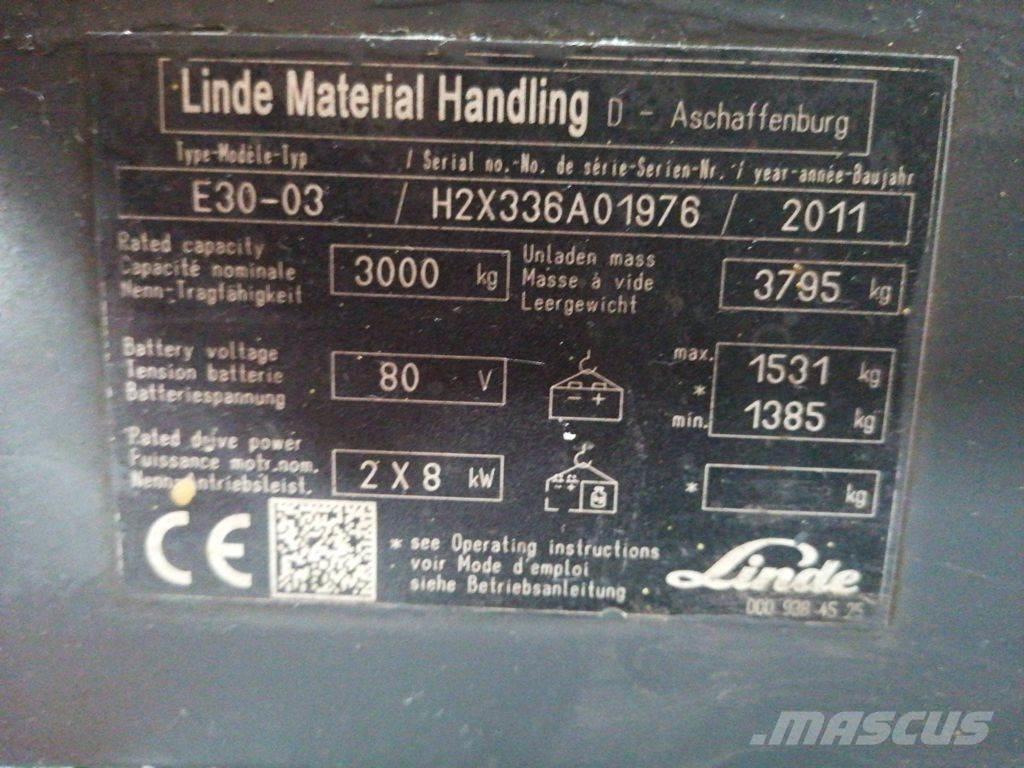 Linde Material Handling D - Aschaffenburg
Type-Modèle-Typ / Serial no.-No. de série-Serien-Nr. / year-année-Baujahr
E30-03 / H2X336A01976 / 2011
Rated capacity
Capacité nominale
Nenn-Tragfähigkeit
3000 kg
Unladen mass
Masse à vide
Leergewicht
3795 kg
Battery voltage
Tension batterie
Batteriespannung
80 V
- +
max. 1531 kg
*
min. 1385 kg
Rated drive power
Puissance motr.nom.
Nenn-Antriebsleist.
2 X 8 kW
* kg
CE
* see Operating instructions
voir Mode d'emploi
siehe Betriebsanleitung
Linde
000 938 45 25
.MASCUS